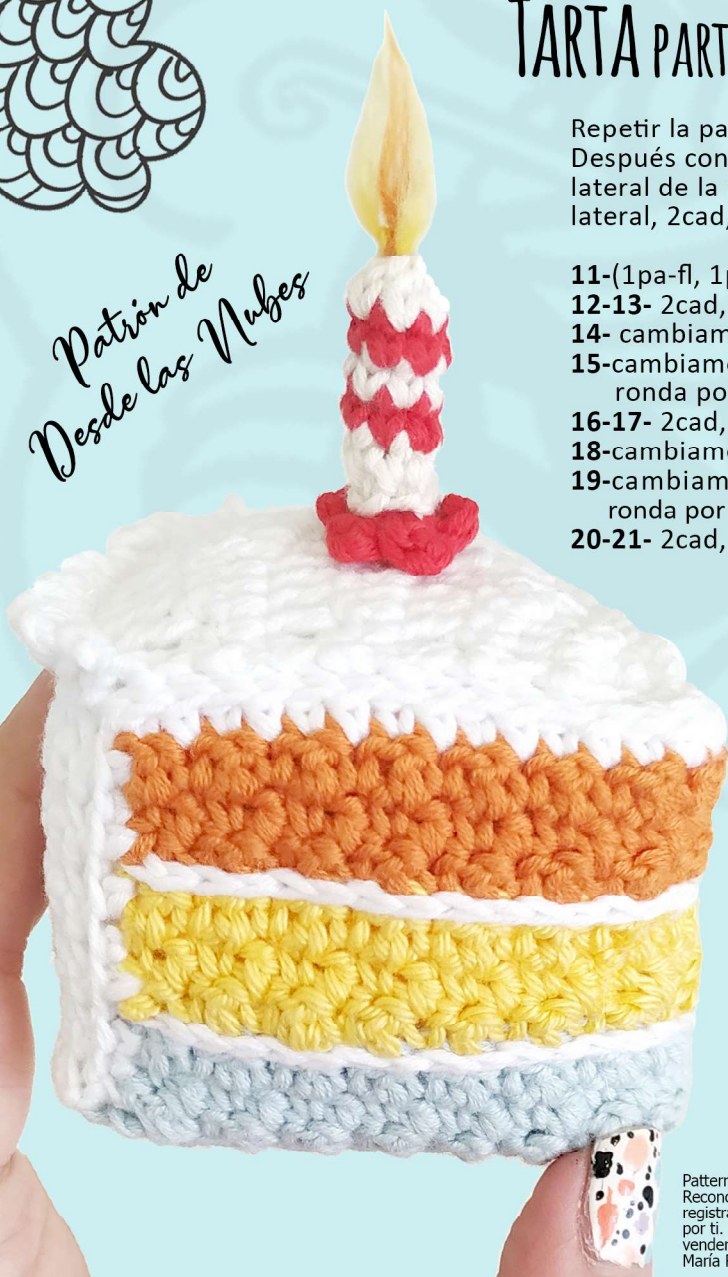 TARTA PART
Repetir la pa
Después con
lateral de la
lateral, 2cad,
11-(1pa-fl, 1p
12-13- 2cad,
14- cambiam
15-cambiamo
ronda po
16-17- 2cad,
18-cambiamo
19-cambiam
ronda por
20-21- 2cad,
Patrón de
Desde las Nubes
Pattern
Recono
registra
por ti.
vender
María